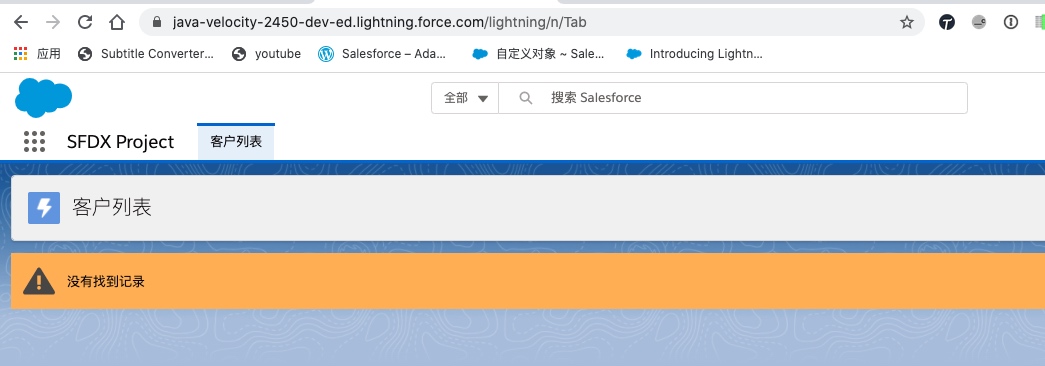 java-velocity-2450-dev-ed.lightning.force.com/lightning/n/Tab
应用 Subtitle Converter... youtube Salesforce – Ada... 自定义对象 ~ Sale... Introducing Lightn...
全部 搜索 Salesforce
SFDX Project 客户列表
客户列表
没有找到记录